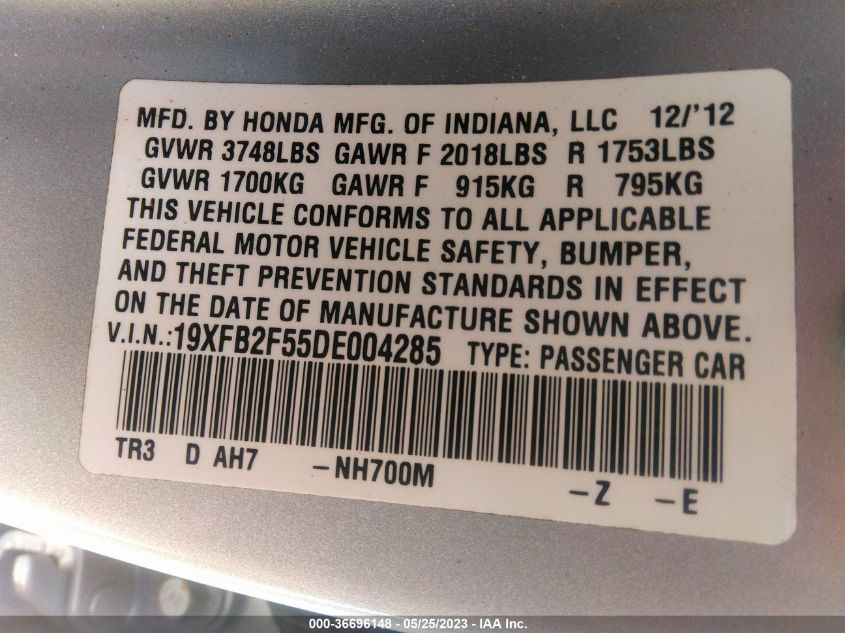 MFD. BY HONDA MFG. OF INDIANA, LLC 12/'12
GVWR 3748LBS GAWR F 2018LBS R 1753LBS
GVWR 1700KG GAWR F 915KG R 795KG
THIS VEHICLE CONFORMS TO ALL APPLICABLE
FEDERAL MOTOR VEHICLE SAFETY, BUMPER,
AND THEFT PREVENTION STANDARDS IN EFFECT
ON THE DATE OF MANUFACTURE SHOWN ABOVE.
V.I.N.:19XFB2F55DE004285 TYPE: PASSENGER CAR
TR3 D AH7 -NH700M -Z -E
000-36696148 - 05/25/2023 - IAA Inc.